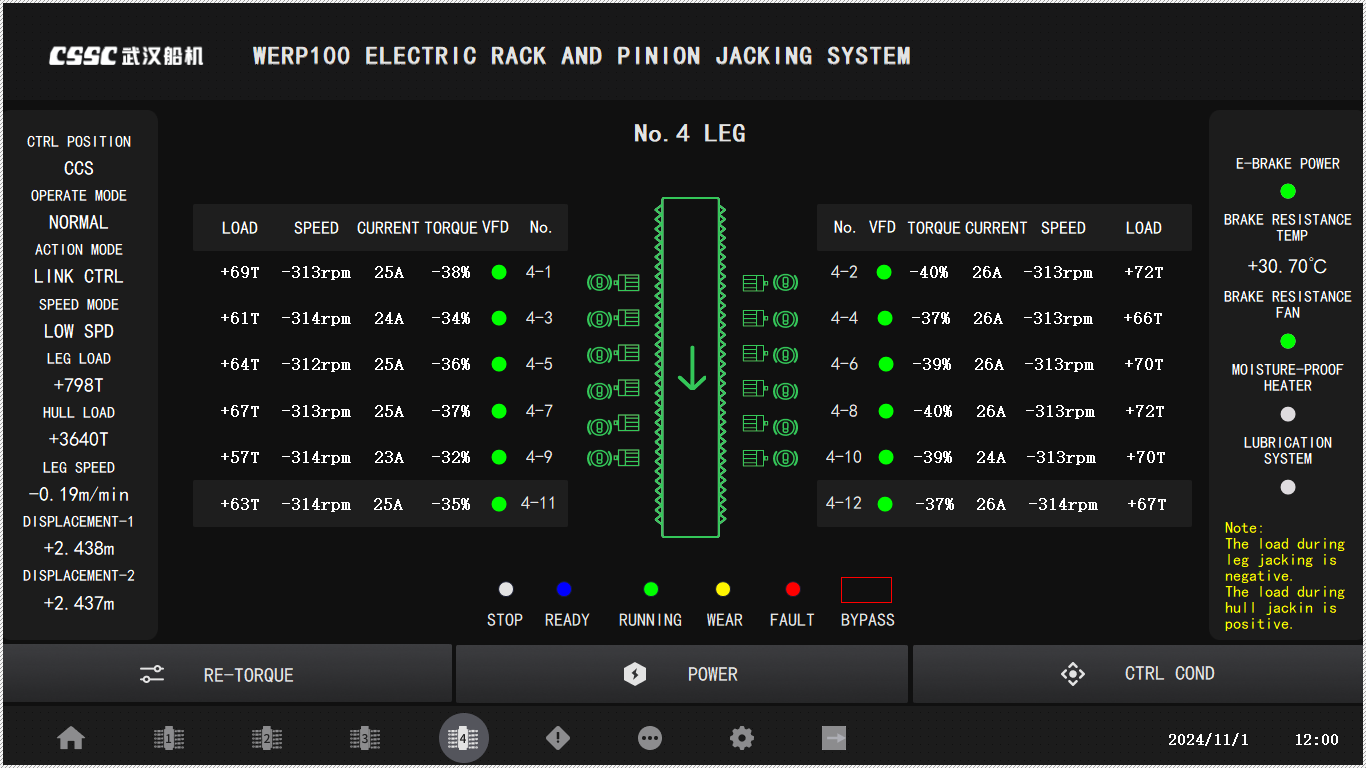 CSSC 武汉船机
WERP100 ELECTRIC RACK AND PINION JACKING SYSTEM
CTRL POSITION
CCS
OPERATE MODE
NORMAL
ACTION MODE
LINK CTRL
SPEED MODE
LOW SPD
LEG LOAD
+798T
HULL LOAD
+3640T
LEG SPEED
-0.19m/min
DISPLACEMENT-1
+2.438m
DISPLACEMENT-2
+2.437m
No.4 LEG
LOAD SPEED CURRENT TORQUE VFD No.
+69T -313rpm 25A -38% 4-1
+61T -314rpm 24A -34% 4-3
+64T -312rpm 25A -36% 4-5
+67T -313rpm 25A -37% 4-7
+57T -314rpm 23A -32% 4-9
+63T -314rpm 25A -35% 4-11
No. VFD TORQUE CURRENT SPEED LOAD
4-2 -40% 26A -313rpm +72T
4-4 -37% 26A -313rpm +66T
4-6 -39% 26A -313rpm +70T
4-8 -40% 26A -313rpm +72T
4-10 -39% 24A -313rpm +70T
4-12 -37% 26A -314rpm +67T
STOP READY RUNNING WEAR FAULT BYPASS
E-BRAKE POWER
BRAKE RESISTANCE
TEMP
+30.70℃
BRAKE RESISTANCE
FAN
MOISTURE-PROOF
HEATER
LUBRICATION
SYSTEM
Note:
The load during
leg jacking is
negative.
The load during
hull jackin is
positive.
RE-TORQUE POWER CTRL COND
1 2 3 4
2024/11/1 12:00